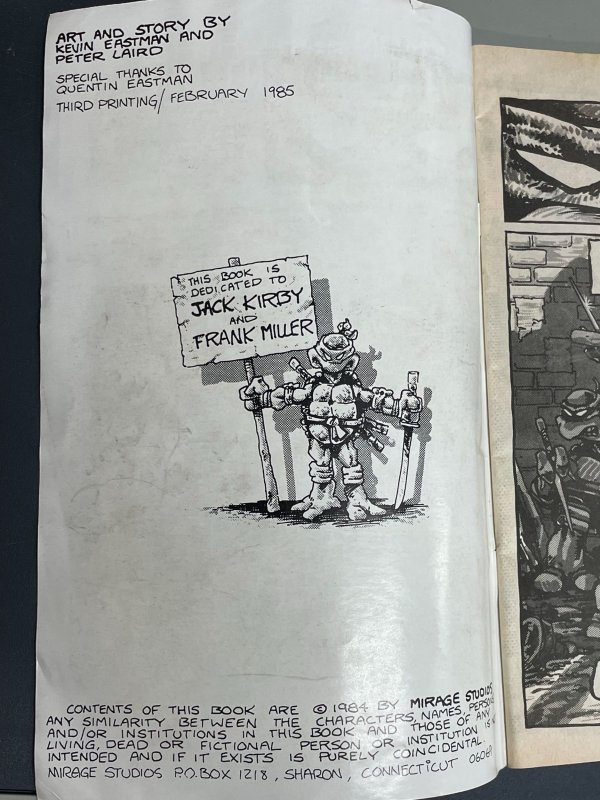 ART AND STORY BY
KEVIN EASTMAN AND
PETER LAIRD
SPECIAL THANKS TO
QUENTIN EASTMAN
THIRD PRINTING/FEBRUARY 1985
THIS BOOK IS
DEDICATED TO
JACK KIRBY
AND
FRANK MILLER
CONTENTS OF THIS BOOK ARE © 1984 BY MIRAGE STUDIOS
ANY SIMILARITY BETWEEN THE CHARACTERS, NAMES, PERSONS
AND/OR INSTITUTIONS IN THIS BOOK AND THOSE OF ANY
LIVING, DEAD OR FICTIONAL PERSON OR INSTITUTION IS
INTENDED AND IF IT EXISTS IS PURELY COINCIDENTAL.
MIRAGE STUDIOS P.O. BOX 1218, SHARON, CONNECTICUT 06069